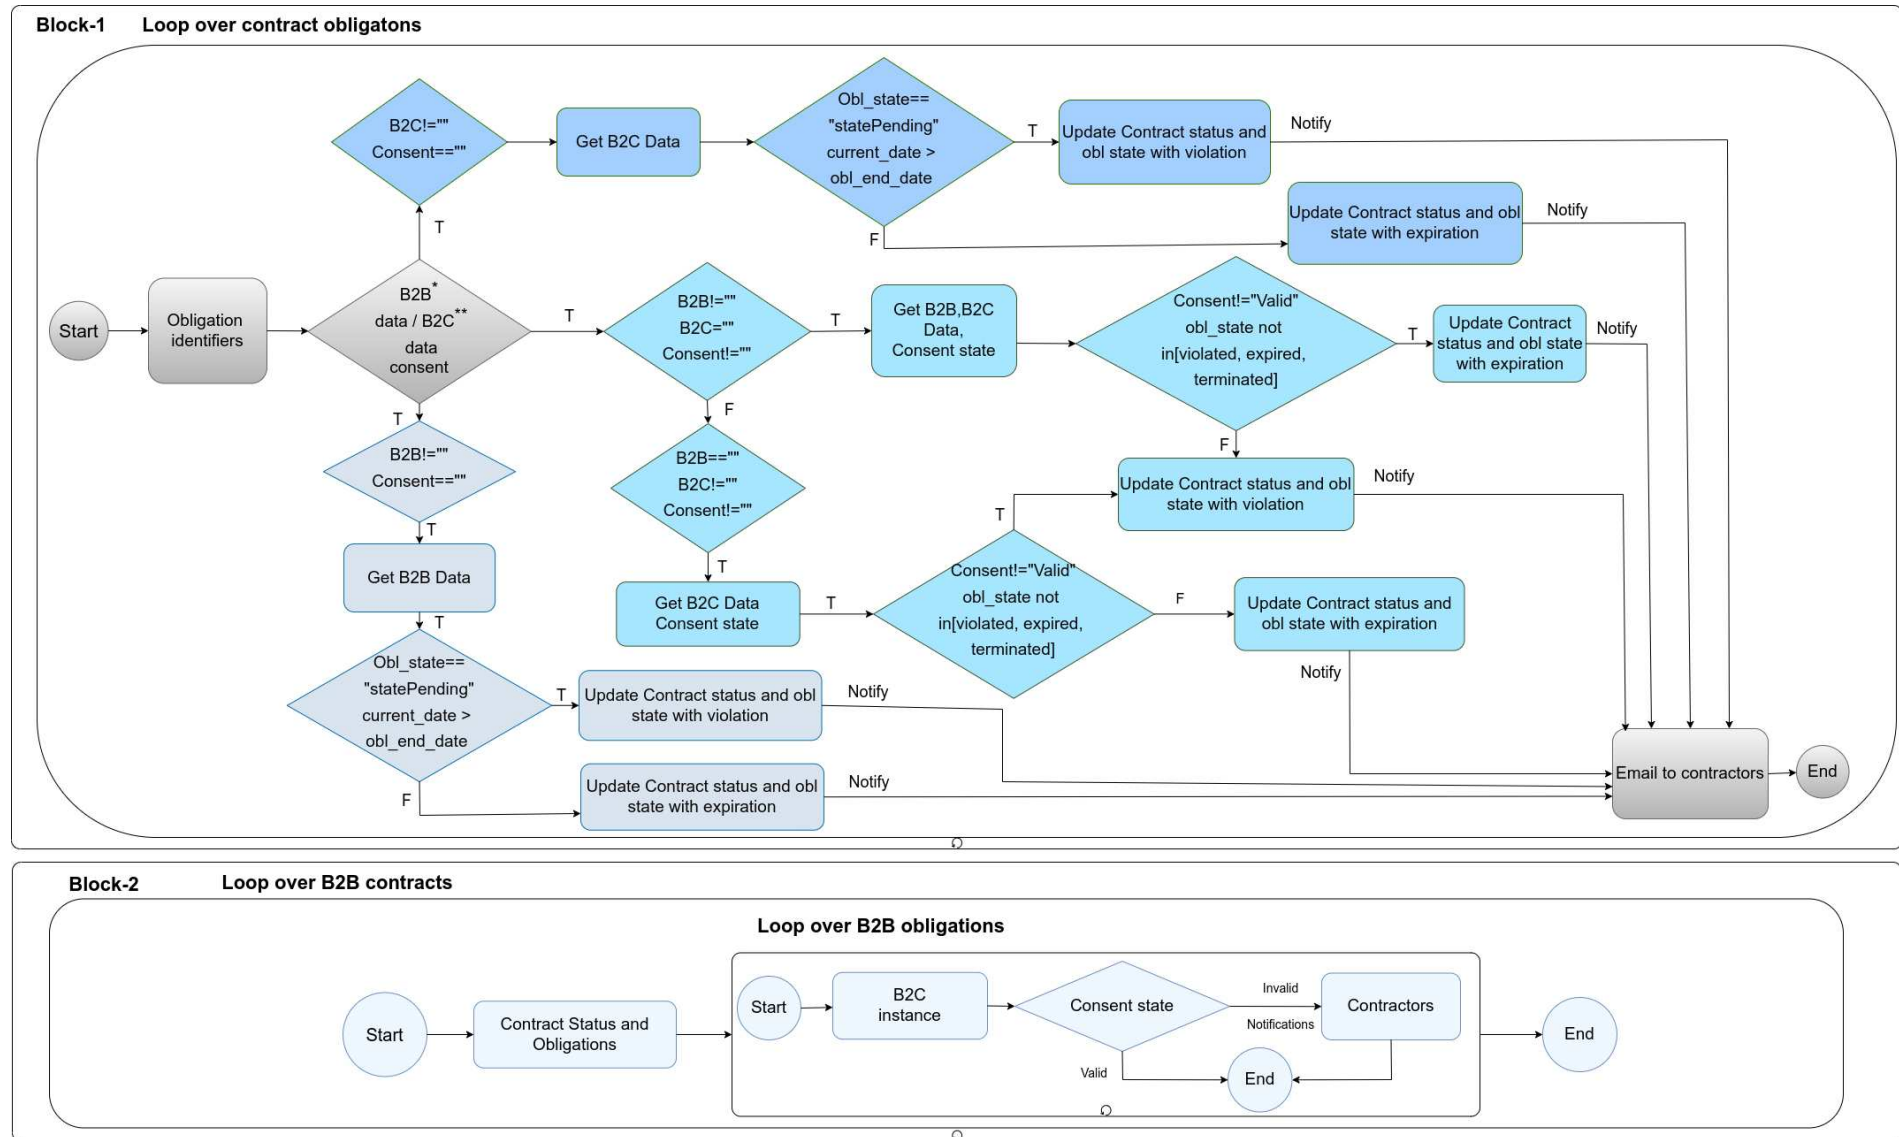 Block-1
Loop over contract obligatons
B2C!=""
Consent==""
Get B2C Data
Obl_state==
"statePending"
current_date >
obl_end_date
T
Update Contract status and
obl state with violation
Notify
F
Update Contract status and obl
state with expiration
Notify
T
Start
Obligation
identifiers
B2B*
data / B2C**
data
consent
T
B2B!=""
B2C=""
Consent!=""
T
Get B2B,B2C
Data,
Consent state
Consent!="Valid"
obl_state not
in[violated, expired,
terminated]
T
Update Contract
status and obl state
with expiration
Notify
T
B2B!=""
Consent==""
F
B2B==""
B2C!=""
Consent!=""
F
Update Contract status and obl
state with violation
Notify
T
T
Get B2B Data
T
Get B2C Data
Consent state
T
Consent!="Valid"
obl_state not
in[violated, expired,
terminated]
F
Update Contract status and
obl state with expiration
Notify
T
Obl_state==
"statePending"
current_date >
obl_end_date
T
Update Contract status and obl
state with violation
Notify
F
Update Contract status and obl
state with expiration
Notify
Email to contractors
End
Block-2
Loop over B2B contracts
Loop over B2B obligations
Start
Contract Status and
Obligations
Start
B2C
instance
Consent state
Invalid
Notifications
Contractors
Valid
End
End